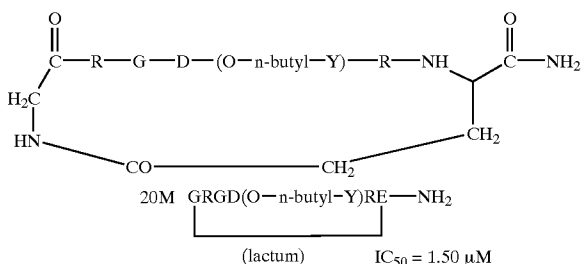 O O
C—R—G—D—(O—n-butyl—Y)—R—NH C—NH₂
H₂C
HN CH₂
CO CH₂
20M GRGD(O—n-butyl—Y)RE—NH₂
(lactum) IC₅₀ = 1.50 μM